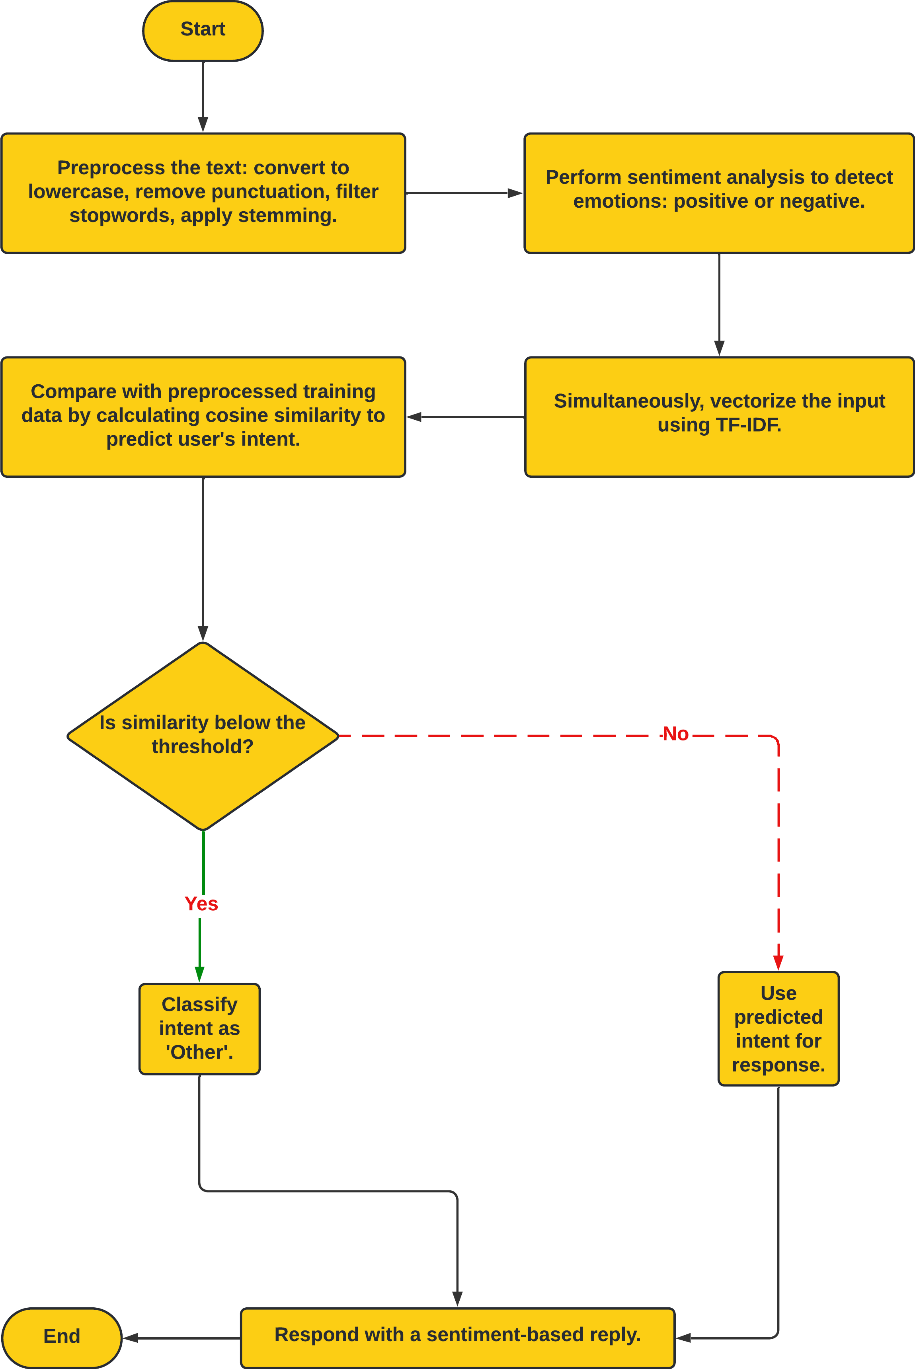 Start
Preprocess the text: convert to
lowercase, remove punctuation, filter
stopwords, apply stemming.
Perform sentiment analysis to detect
emotions: positive or negative.
Compare with preprocessed training
data by calculating cosine similarity to
predict user's intent.
Simultaneously, vectorize the input
using TF-IDF.
Is similarity below the
threshold?
No
Yes
Classify
intent as
'Other'.
Use
predicted
intent for
response.
End
Respond with a sentiment-based reply.